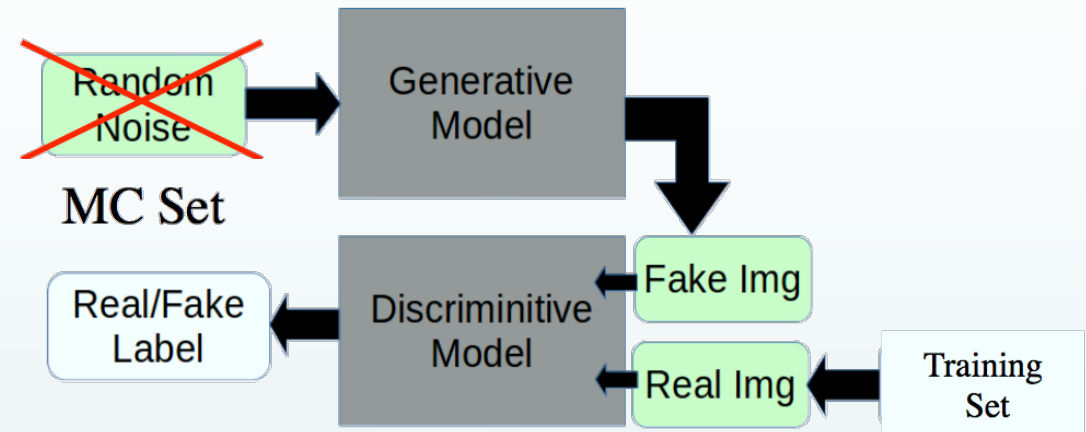 Random
Noise
Generative
Model
MC Set
Fake Img
Real/Fake
Label
Discriminitive
Model
Real Img
Training
Set